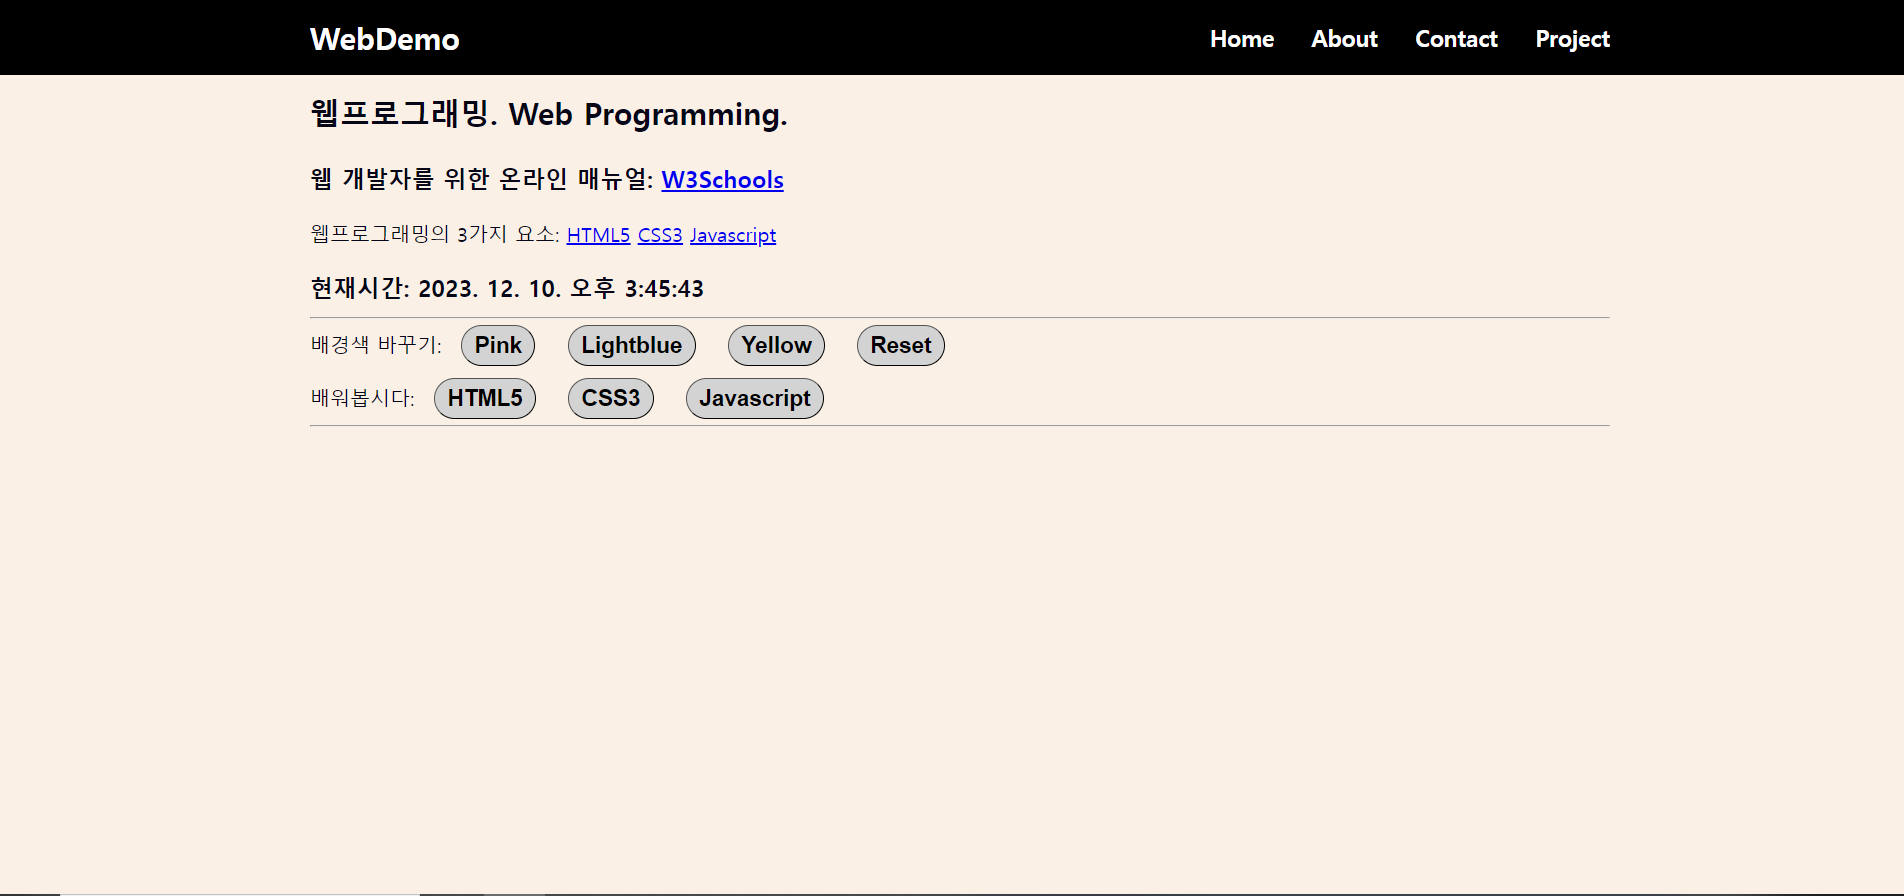 WebDemo Home About Contact Project
웹프로그래밍. Web Programming.
웹 개발자를 위한 온라인 매뉴얼: W3Schools
웹프로그래밍의 3가지 요소: HTML5 CSS3 Javascript
현재시간: 2023. 12. 10. 오후 3:45:43
배경색 바꾸기: Pink Lightblue Yellow Reset
배워봅시다: HTML5 CSS3 Javascript